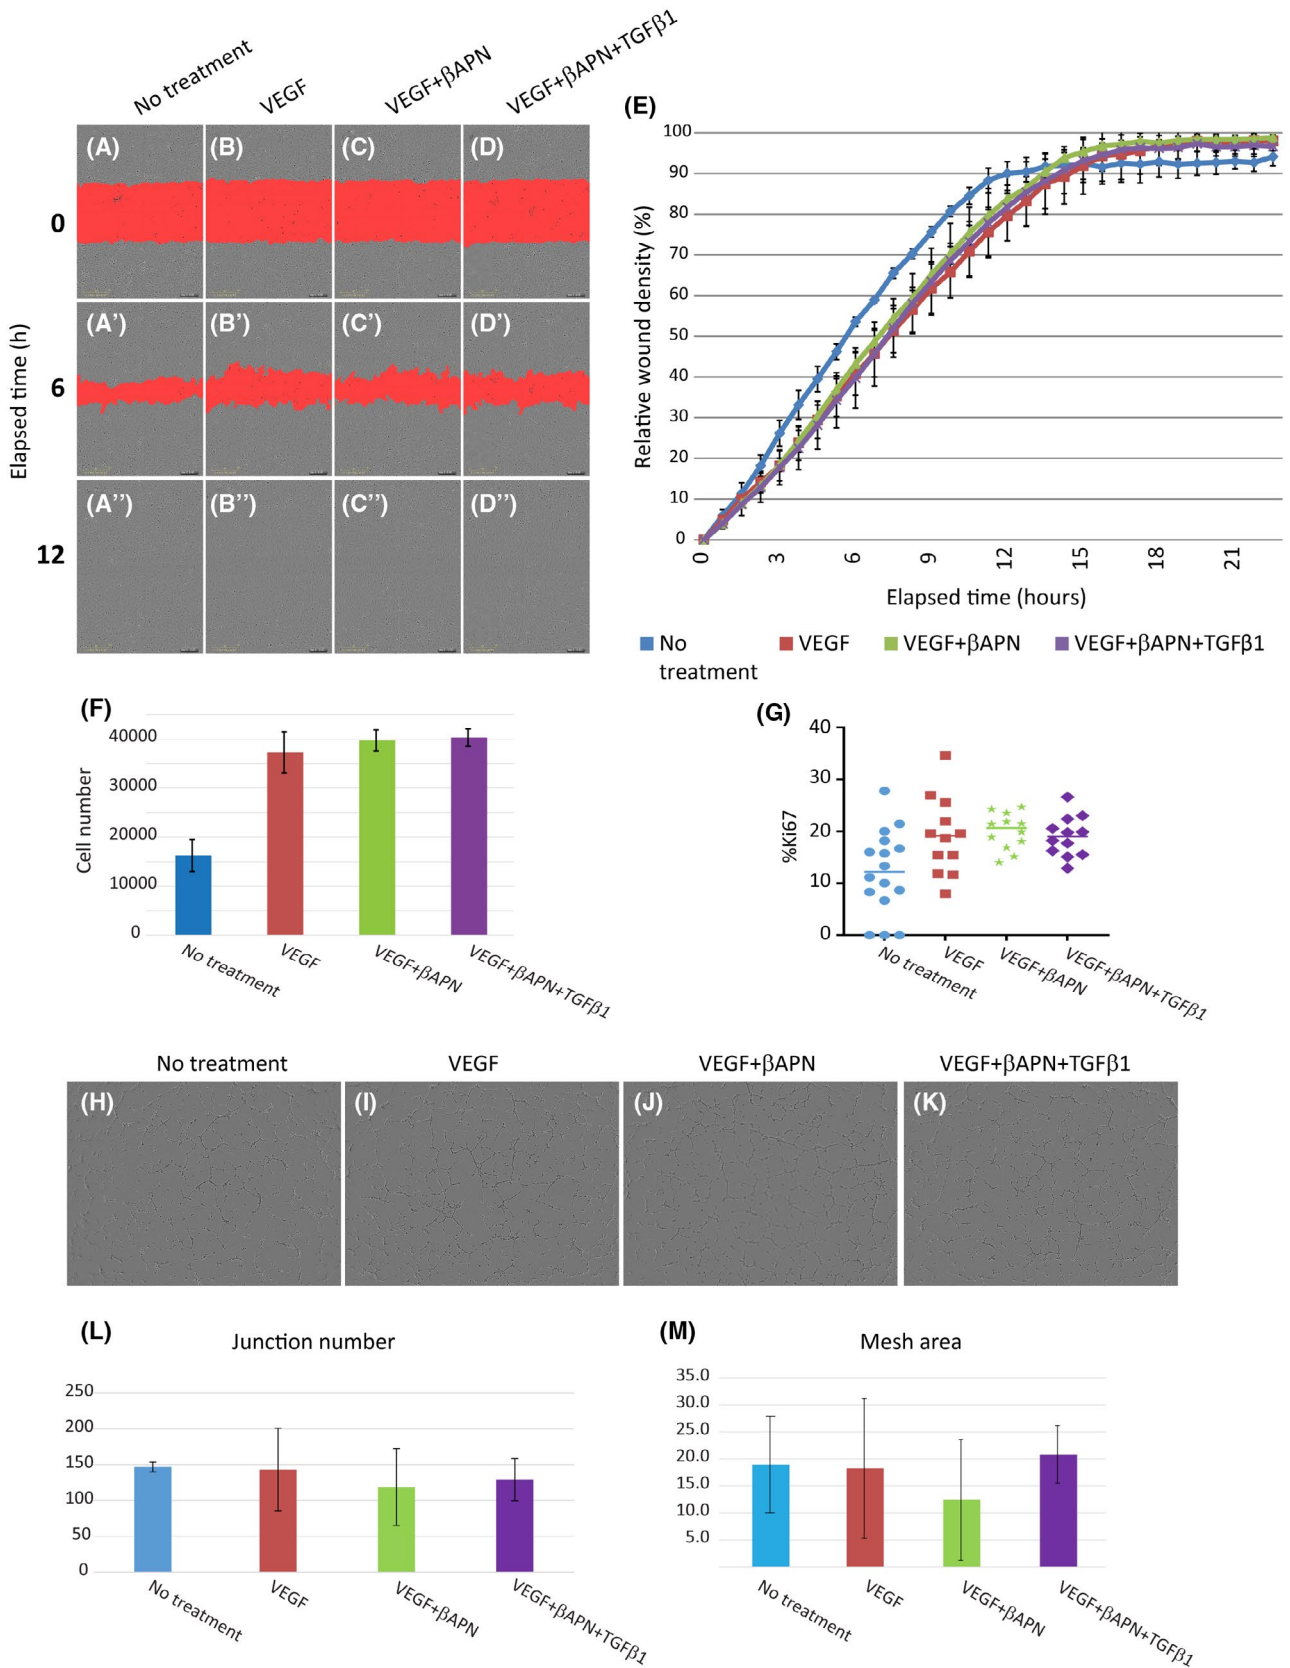 No treatment
VEGF
VEGF+βAPN
VEGF+βAPN+TGFβ1
(A)
(B)
(C)
(D)
0
(A’)
(B’)
(C’)
(D’)
6
(A’’)
(B’’)
(C’’)
(D’’)
12
Elapsed time (h)
(E)
Relative wound density (%)
100
90
80
70
60
50
40
30
20
10
0
0
3
6
9
12
15
18
21
Elapsed time (hours)
No treatment
VEGF
VEGF+βAPN
VEGF+βAPN+TGFβ1
(F)
Cell number
40000
30000
20000
10000
0
No treatment
VEGF
VEGF+βAPN
VEGF+βAPN+TGFβ1
(G)
%Ki67
40
30
20
10
0
No treatment
VEGF
VEGF+βAPN
VEGF+βAPN+TGFβ1
No treatment
VEGF
VEGF+βAPN
VEGF+βAPN+TGFβ1
(H)
(I)
(J)
(K)
(L)
Junction number
250
200
150
100
50
0
No treatment
VEGF
VEGF+βAPN
VEGF+βAPN+TGFβ1
(M)
Mesh area
35.0
30.0
25.0
20.0
15.0
10.0
5.0
No treatment
VEGF
VEGF+βAPN
VEGF+βAPN+TGFβ1